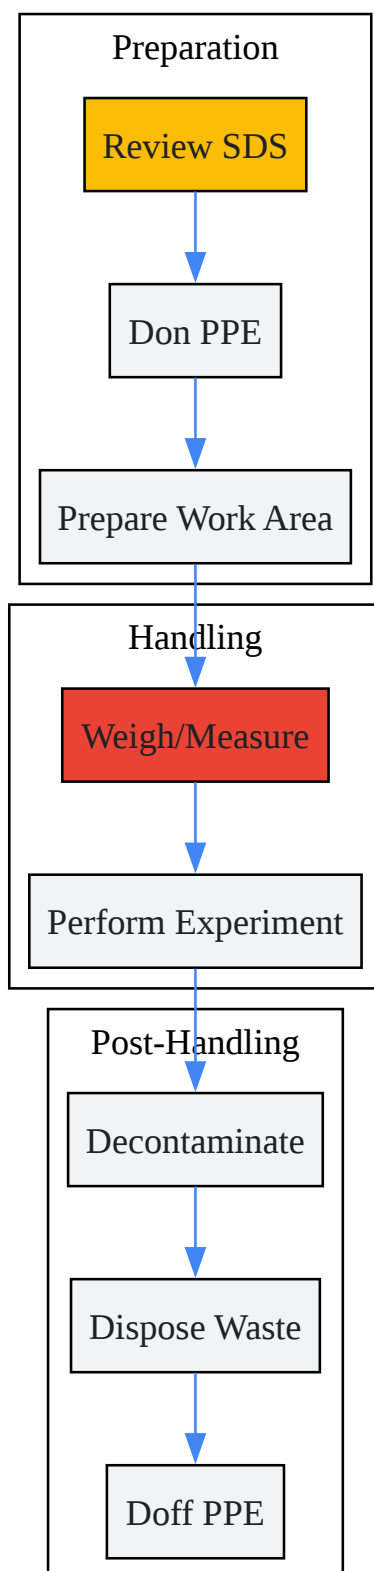 Preparation
Review SDS
Don PPE
Prepare Work Area
Handling
Weigh/Measure
Perform Experiment
Post-Handling
Decontaminate
Dispose Waste
Doff PPE